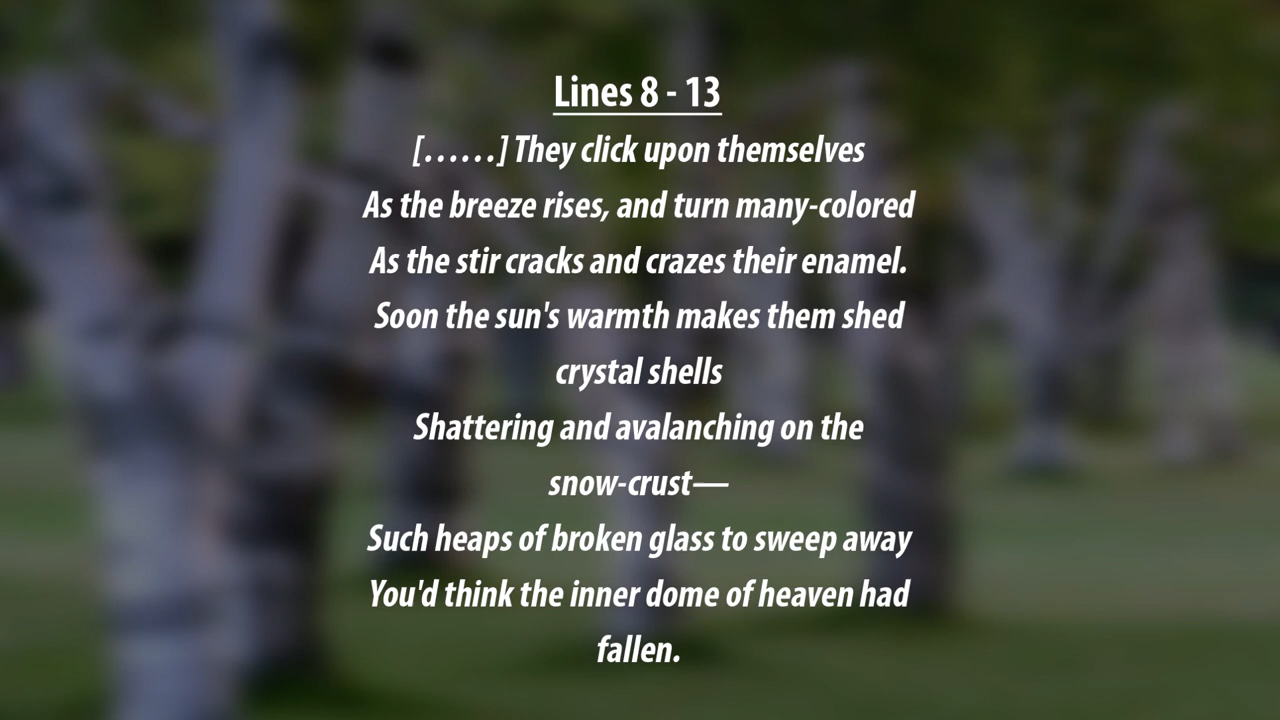 Lines 8 - 13
[......] They click upon themselves
As the breeze rises, and turn many-colored
As the stir cracks and crazes their enamel.
Soon the sun's warmth makes them shed
crystal shells
Shattering and avalanching on the
snow-crust—
Such heaps of broken glass to sweep away
You'd think the inner dome of heaven had
fallen.